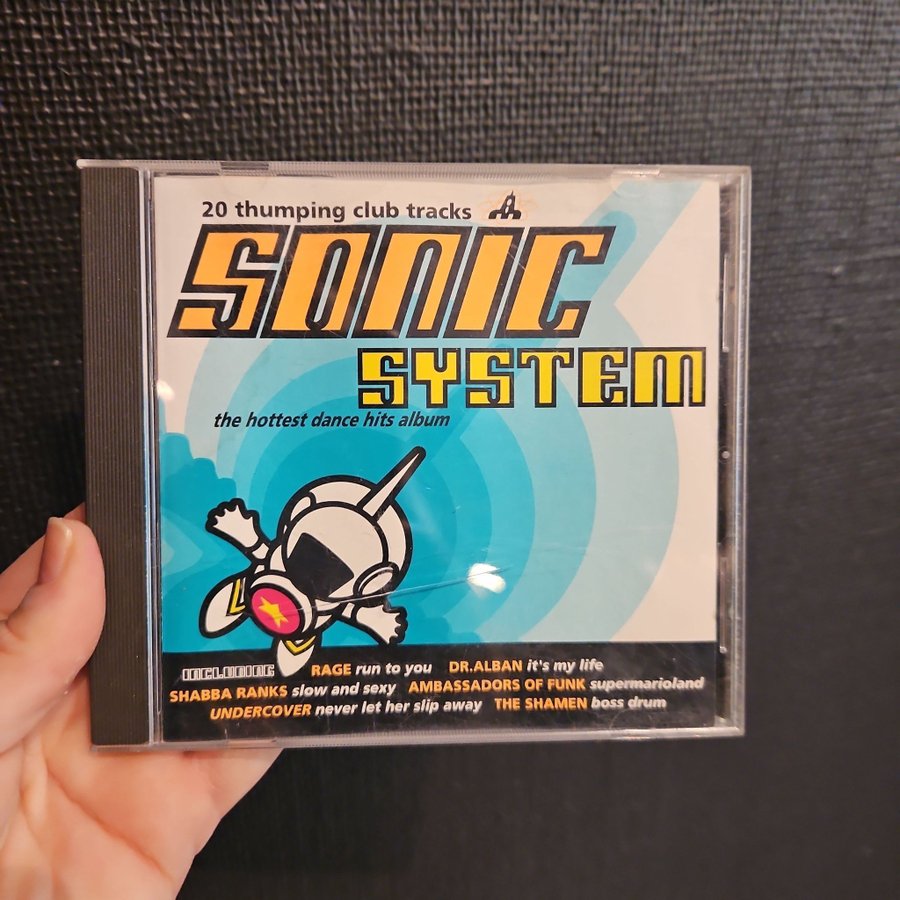 20 thumping club tracks
SONIC
SYSTEM
the hottest dance hits album
INCLUDING RAGE run to you DR.ALBAN it's my life
SHABBA RANKS slow and sexy AMBASSADORS OF FUNK supermarioland
UNDERCOVER never let her slip away THE SHAMEN boss drum